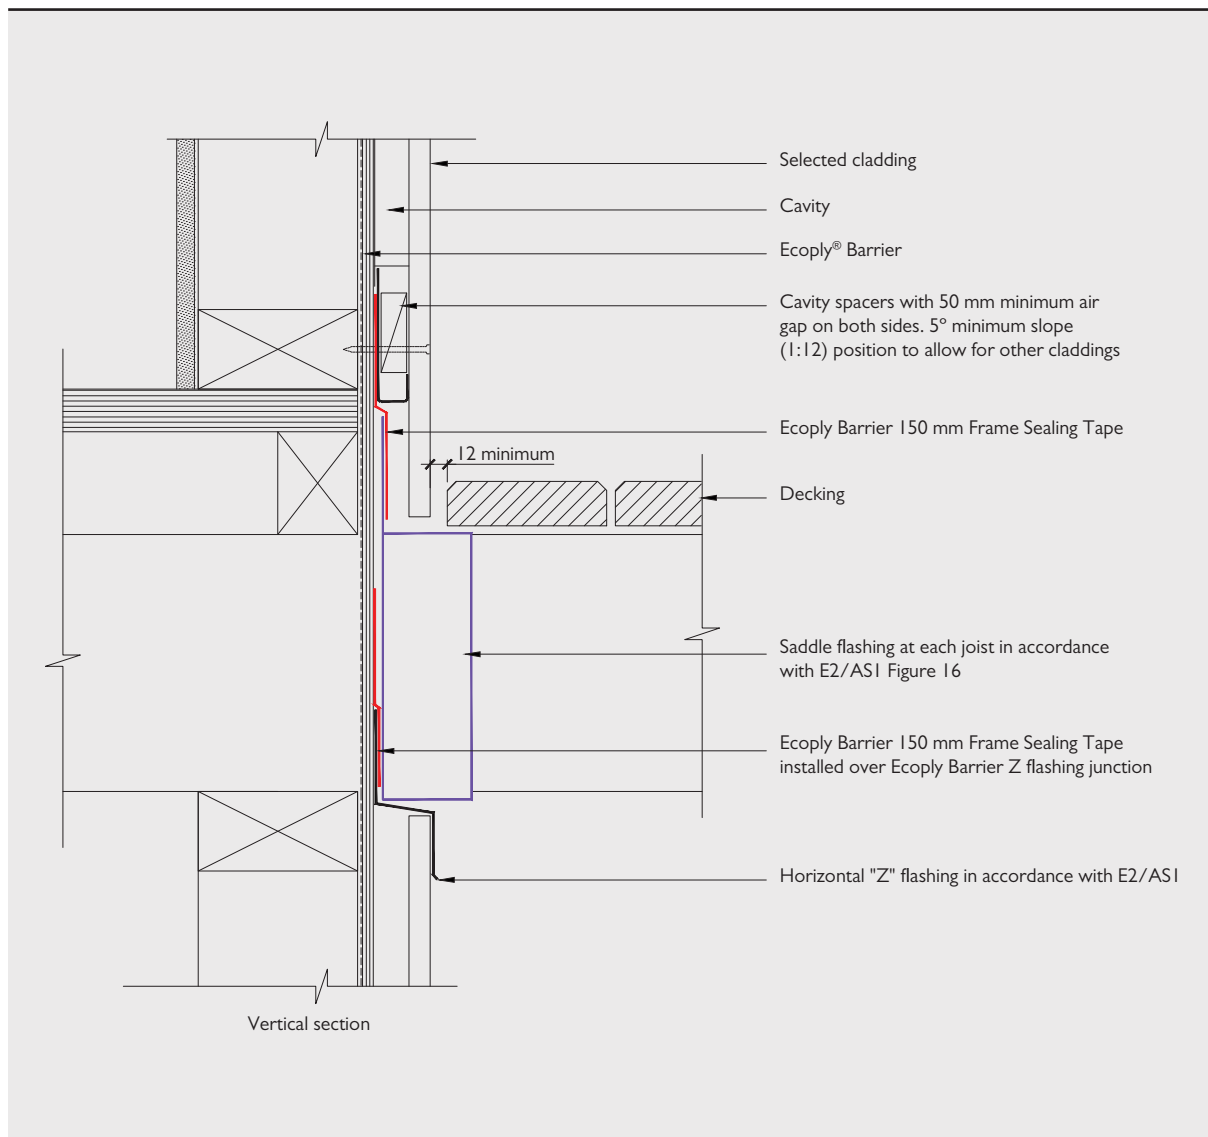 Selected cladding
Cavity
Ecoply® Barrier
Cavity spacers with 50 mm minimum air
gap on both sides. 5º minimum slope
(1:12) position to allow for other claddings
Ecoply Barrier 150 mm Frame Sealing Tape
12 minimum
Decking
Saddle flashing at each joist in accordance
with E2/AS1 Figure 16
Ecoply Barrier 150 mm Frame Sealing Tape
installed over Ecoply Barrier Z flashing junction
Horizontal "Z" flashing in accordance with E2/AS1
Vertical section